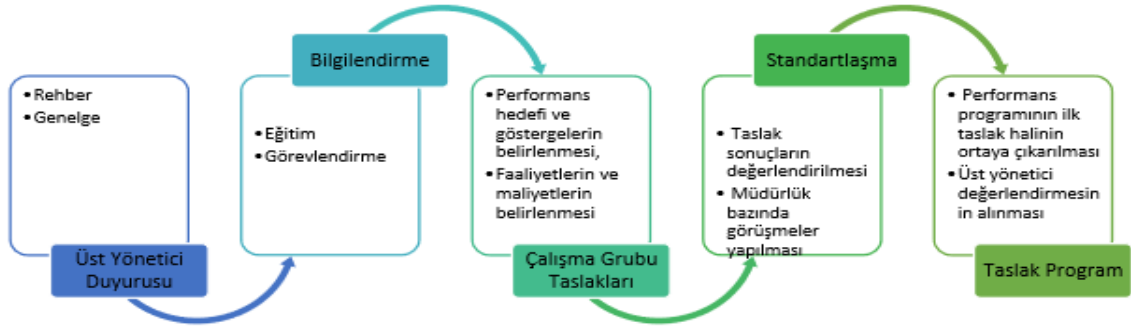 • Rehber
• Genelge
Üst Yönetici
Duyurusu
Bilgilendirme
• Eğitim
• Görevlendirme
• Performans
hedefi ve
göstergelerin
belirlenmesi,
• Faaliyetlerin ve
maliyetlerin
belirlenmesi
Çalışma Grubu
Taslakları
Standartlaşma
• Taslak
sonuçların
değerlendirilmesi
• Müdürlük
bazında
görüşmeler
yapılması
• Performans
programının ilk
taslak halinin
ortaya çıkarılması
• Üst yönetici
değerlendirmesin
in alınması
Taslak Program